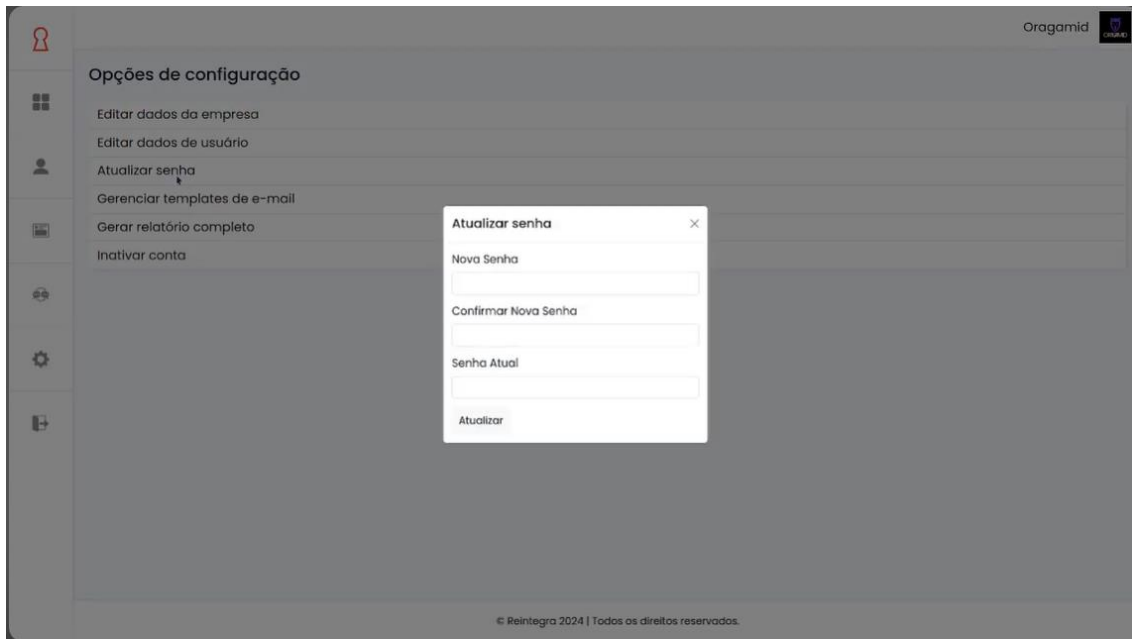 Oragamid
Opções de configuração
Editar dados da empresa
Editar dados de usuário
Atualizar senha
Gerenciar templates de e-mail
Gerar relatório completo
Inativar conta
Atualizar senha
Nova Senha
Confirmar Nova Senha
Senha Atual
Atualizar
© Reintegra 2024 | Todos os direitos reservados.